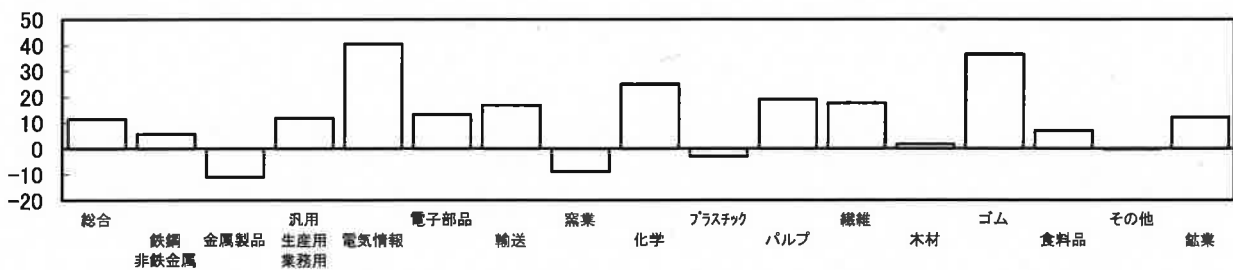 50
40
30
20
10
0
-10
-20
総合
鉄鋼
非鉄金属
金属製品
汎用
生産用
業務用
電気情報
電子部品
輸送
窯業
化学
プラスチック
パルプ
繊維
木材
ゴム
食料品
その他
鉱業